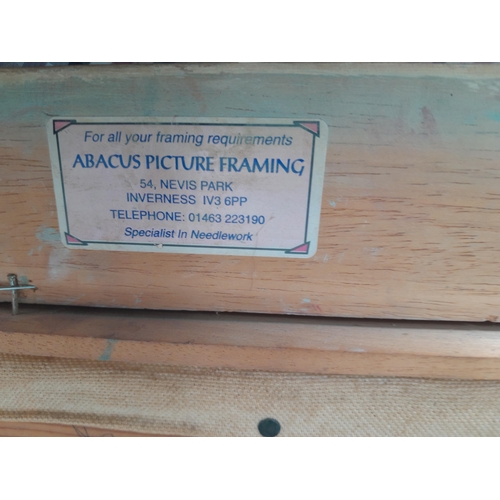 For all your framing requirements
ABACUS PICTURE FRAMING
54, NEVIS PARK
INVERNESS IV3 6PP
TELEPHONE: 01463 223190
Specialist In Needlework